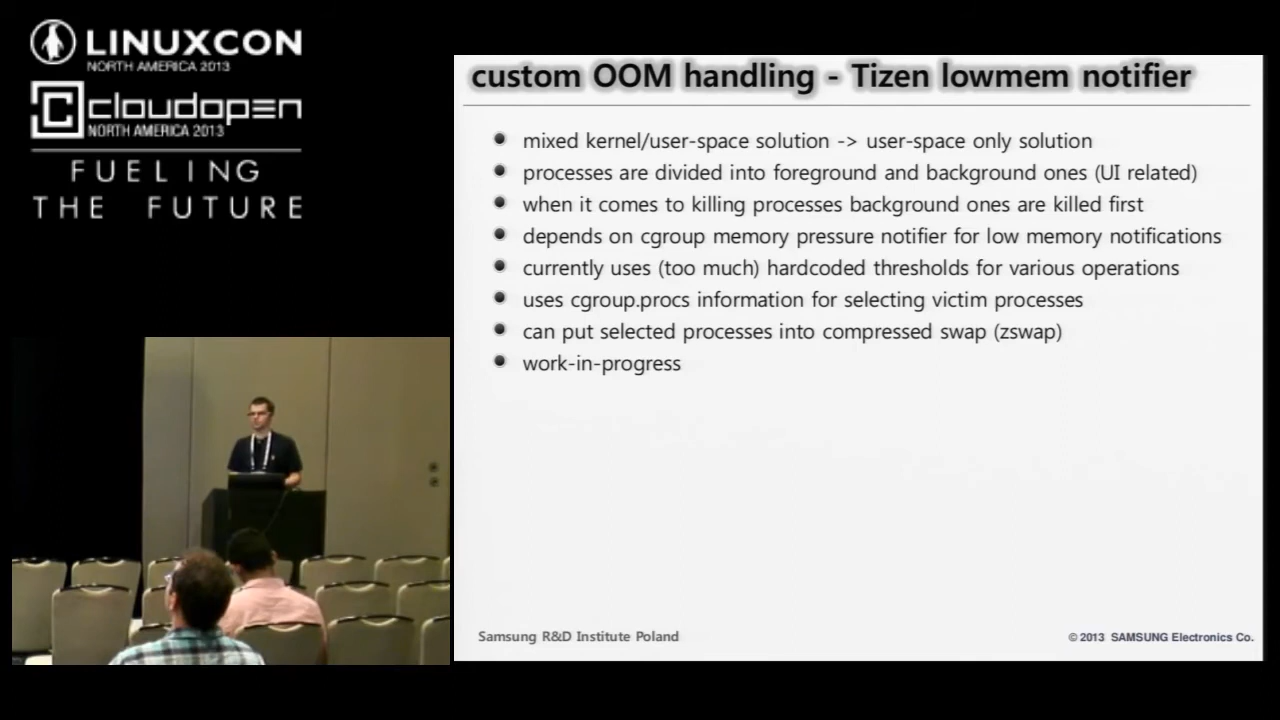 LINUXCON
NORTH AMERICA 2013
cloudopen
NORTH AMERICA 2013
FUELING
THE FUTURE
custom OOM handling - Tizen lowmem notifier
mixed kernel/user-space solution -> user-space only solution
processes are divided into foreground and background ones (UI related)
when it comes to killing processes background ones are killed first
depends on cgroup memory pressure notifier for low memory notifications
currently uses (too much) hardcoded thresholds for various operations
uses cgroup.procs information for selecting victim processes
can put selected processes into compressed swap (zswap)
work-in-progress
Samsung R&D Institute Poland
© 2013 SAMSUNG Electronics Co.